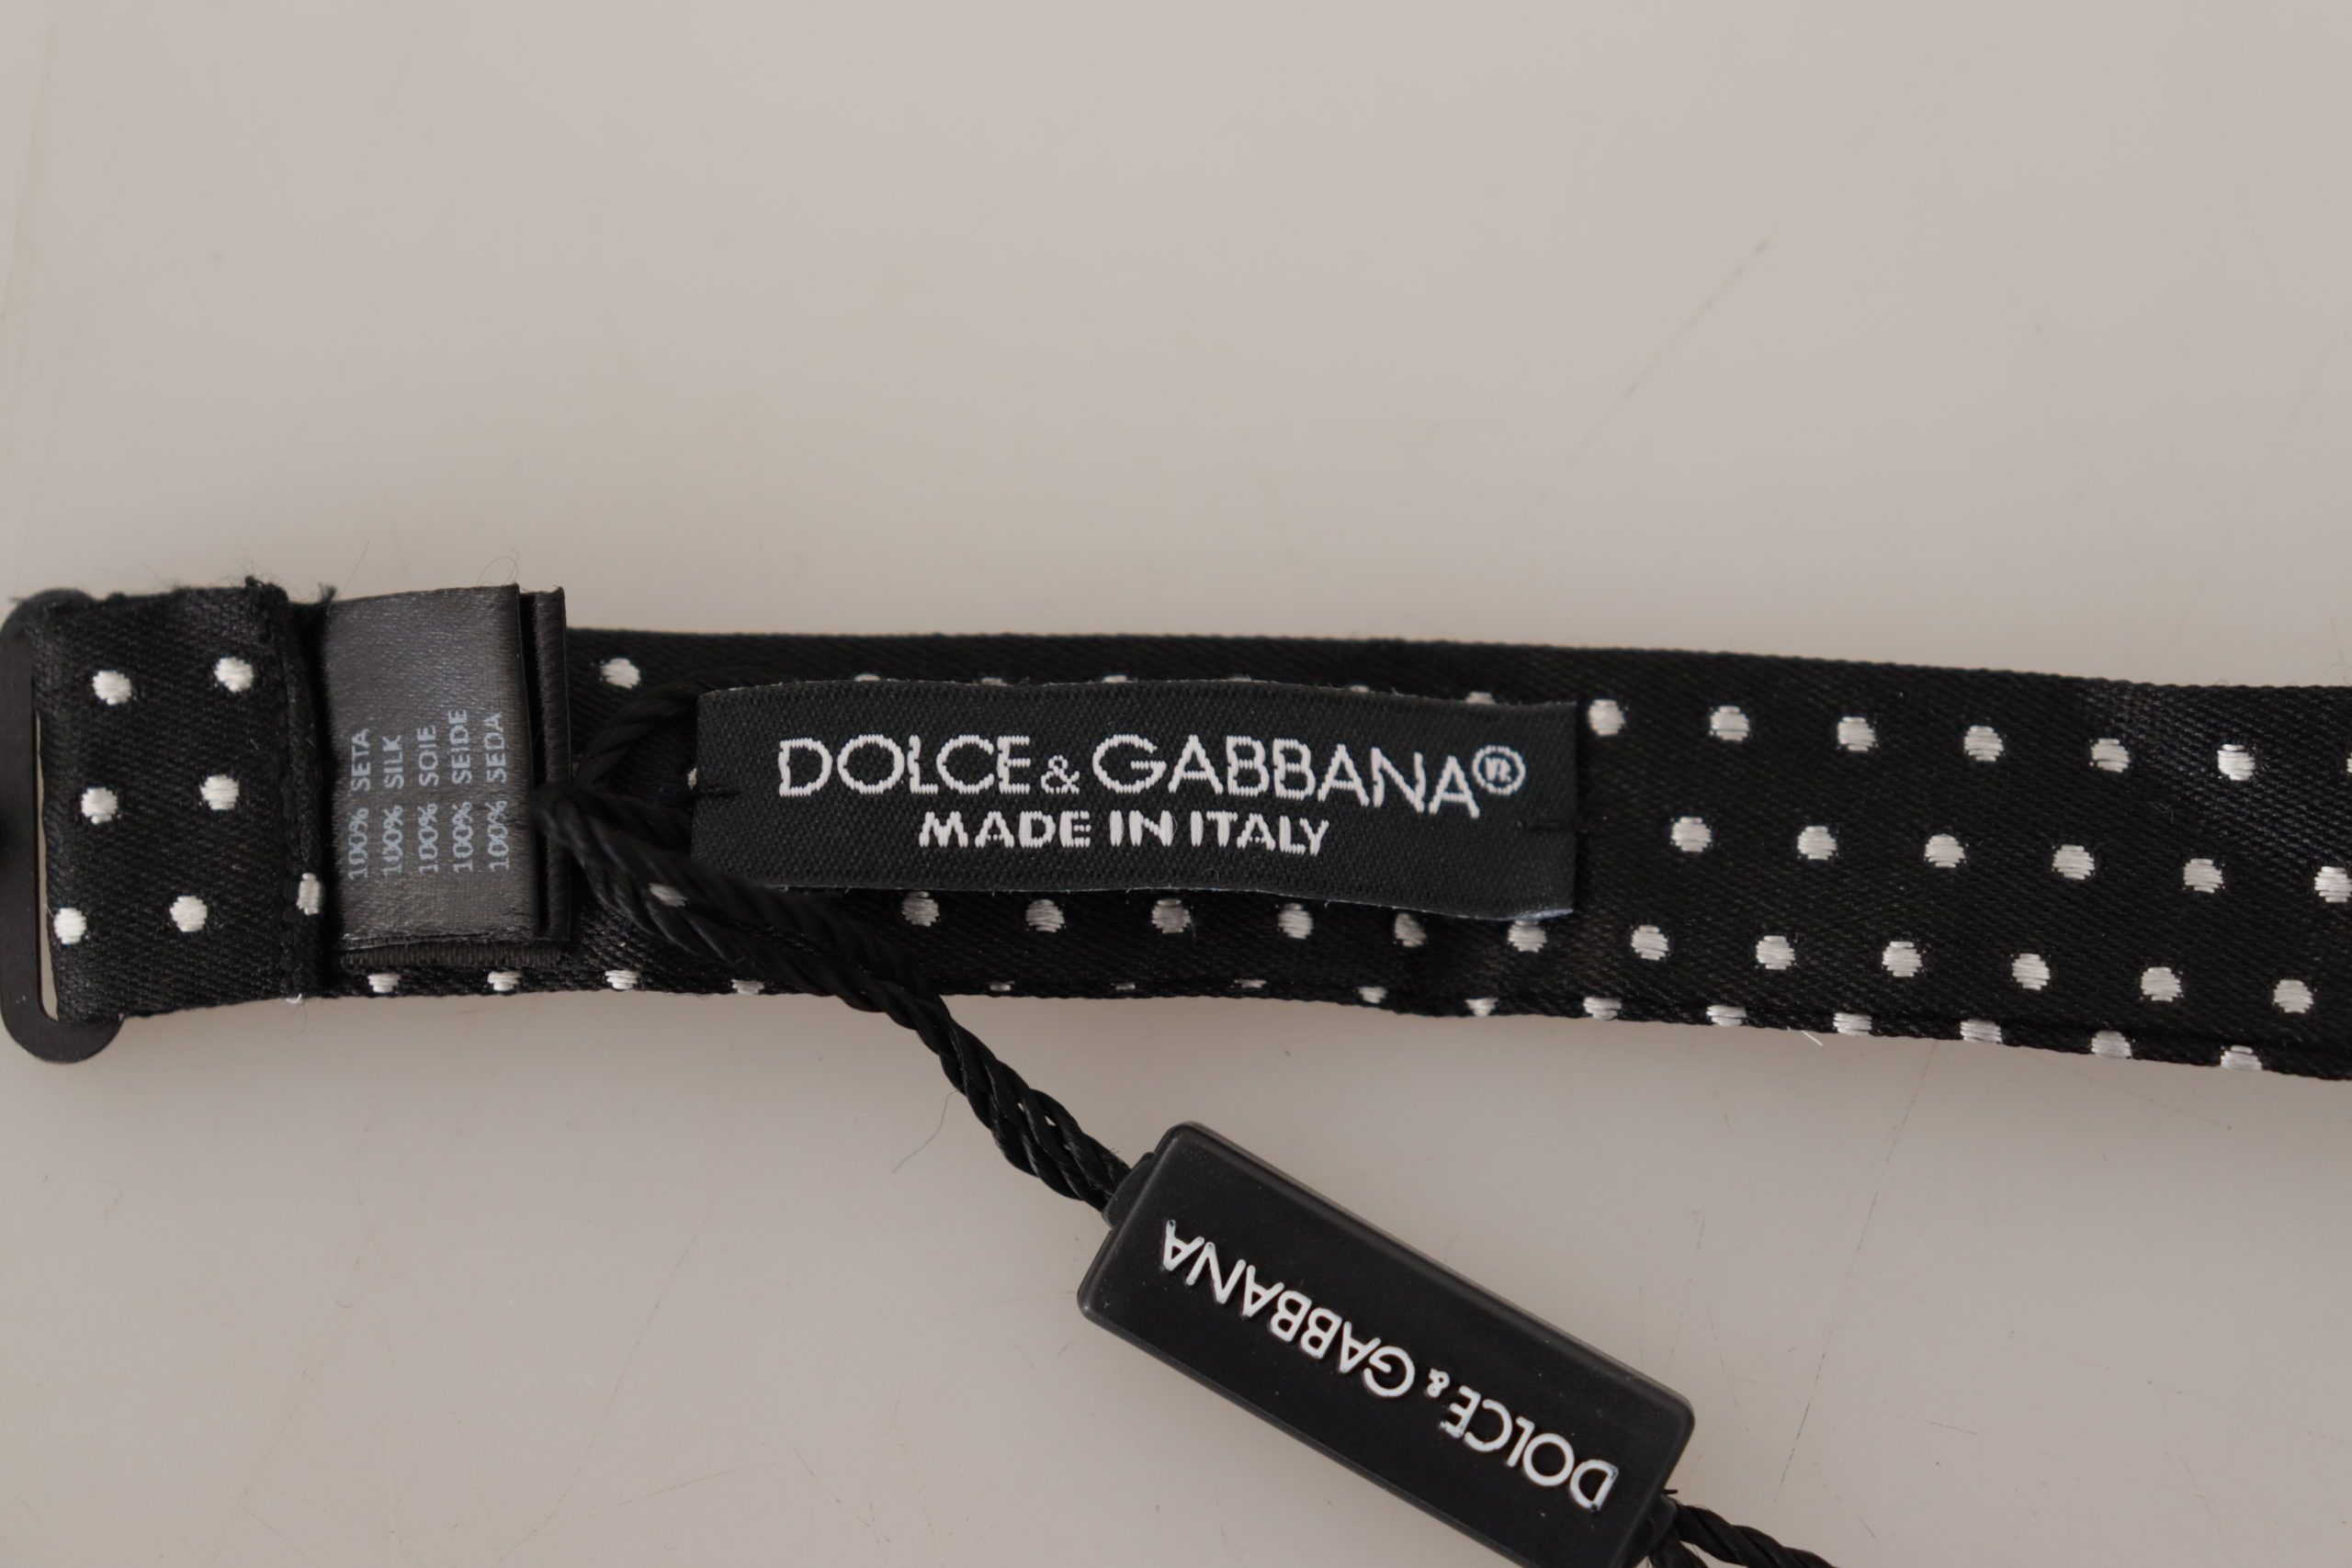 100% SETA
100% SILK
100% SOIE
100% SEIDE
100% SEDA
DOLCE & GABBANA®
MADE IN ITALY
DOLCE & GABBANA